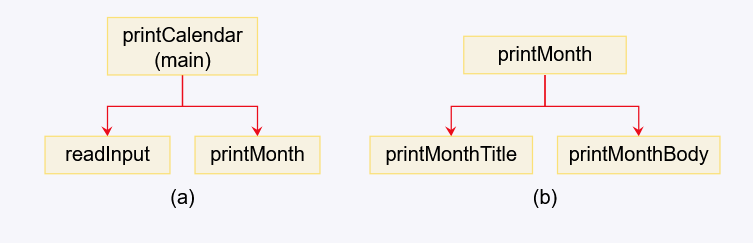 printCalendar
(main)
readInput
printMonth
(a)
printMonth
printMonthTitle
printMonthBody
(b)